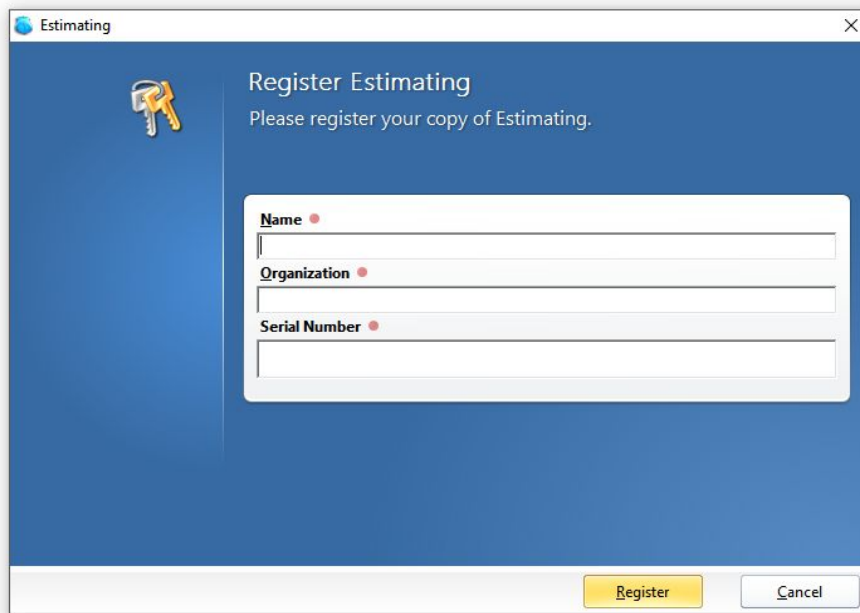 Estimating
Register Estimating
Please register your copy of Estimating.
Name
Organization
Serial Number
Register
Cancel